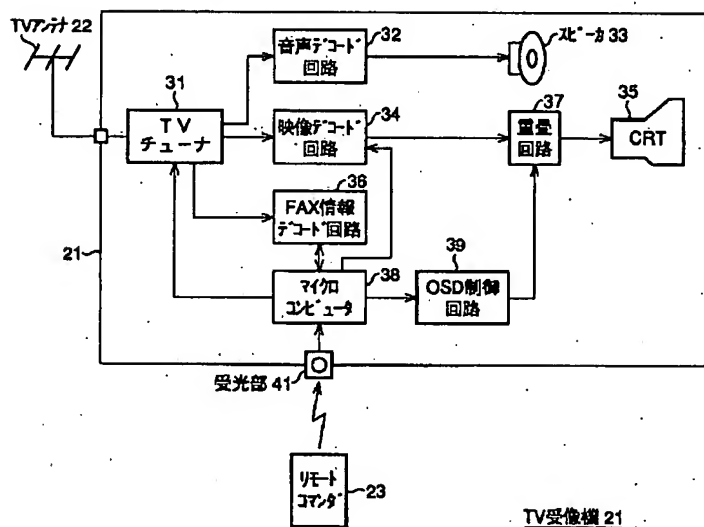 TVアンテナ 22
32
音声デコード
回路
スピーカ 33
31
TV
チューナ
34
映像デコード
回路
37
重畳
回路
35
CRT
36
FAX情報
デコード回路
21
38
マイクロ
コンピュータ
39
OSD制御
回路
受光部 41
リモート
コマンダ
23
TV受像機 21